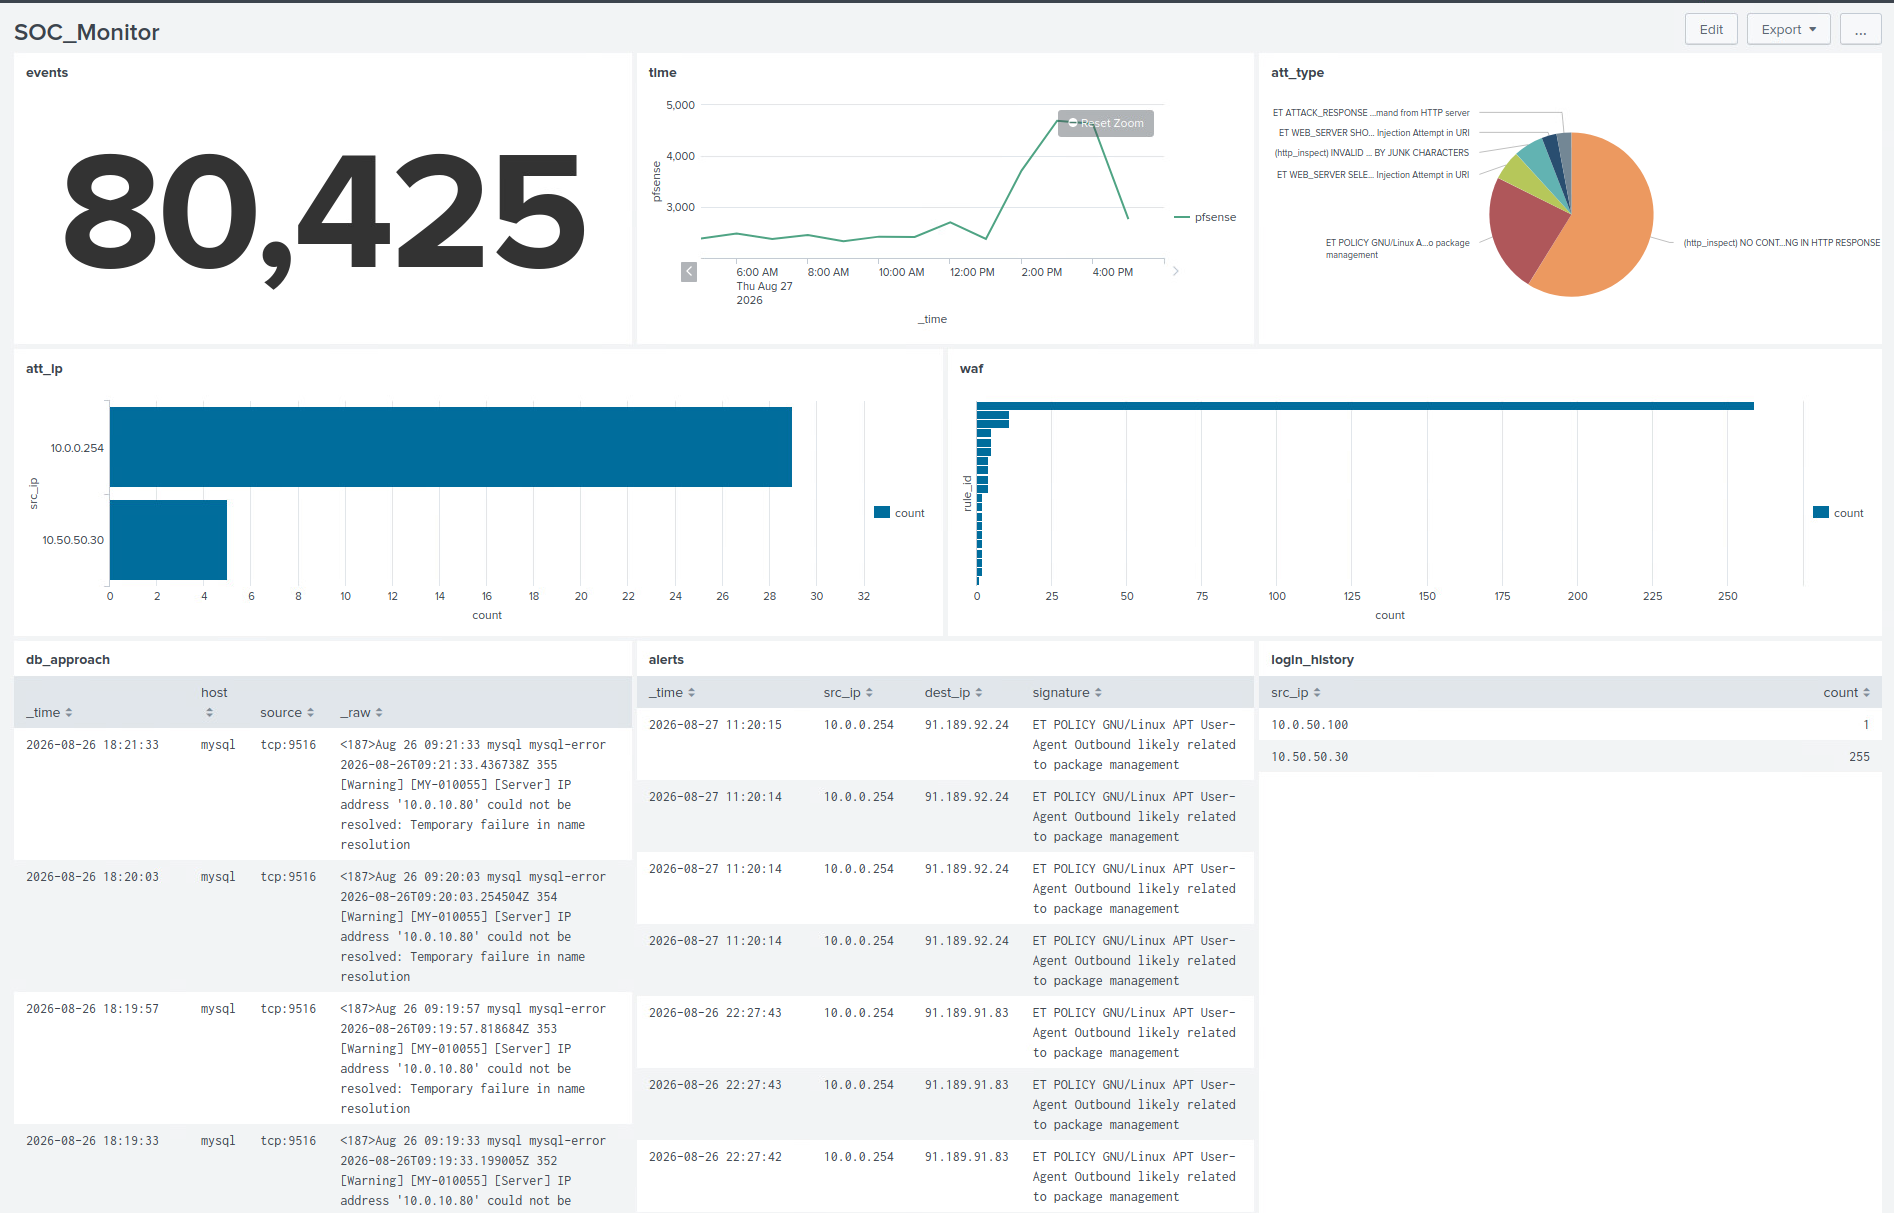 SOC_Monitor
Edit
Export
...
events
80,425
time
5,000
4,000
3,000
pfsense
Reset Zoom
pfsense
6:00 AM
Thu Aug 27
2026
8:00 AM
10:00 AM
12:00 PM
2:00 PM
4:00 PM
_time
att_type
ET ATTACK_RESPONSE ...mand from HTTP server
ET WEB_SERVER SHO... Injection Attempt in URI
(http_inspect) INVALID ... BY JUNK CHARACTERS
ET WEB_SERVER SELE... Injection Attempt in URI
ET POLICY GNU/Linux A...o package
management
(http_inspect) NO CONT...NG IN HTTP RESPONSE
att_ip
src_ip
10.0.0.254
10.50.50.30
0 2 4 6 8 10 12 14 16 18 20 22 24 26 28 30 32
count
count
waf
rule_id
0 25 50 75 100 125 150 175 200 225 250
count
count
db_approach
_time host source _raw
2026-08-26 18:21:33 mysql tcp:9516 <187>Aug 26 09:21:33 mysql mysql-error
2026-08-26T09:21:33.436738Z 355
[Warning] [MY-010055] [Server] IP
address '10.0.10.80' could not be
resolved: Temporary failure in name
resolution
2026-08-26 18:20:03 mysql tcp:9516 <187>Aug 26 09:20:03 mysql mysql-error
2026-08-26T09:20:03.254504Z 354
[Warning] [MY-010055] [Server] IP
address '10.0.10.80' could not be
resolved: Temporary failure in name
resolution
2026-08-26 18:19:57 mysql tcp:9516 <187>Aug 26 09:19:57 mysql mysql-error
2026-08-26T09:19:57.818684Z 353
[Warning] [MY-010055] [Server] IP
address '10.0.10.80' could not be
resolved: Temporary failure in name
resolution
2026-08-26 18:19:33 mysql tcp:9516 <187>Aug 26 09:19:33 mysql mysql-error
2026-08-26T09:19:33.199005Z 352
[Warning] [MY-010055] [Server] IP
address '10.0.10.80' could not be
alerts
_time src_ip dest_ip signature
2026-08-27 11:20:15 10.0.0.254 91.189.92.24 ET POLICY GNU/Linux APT User-
Agent Outbound likely related
to package management
2026-08-27 11:20:14 10.0.0.254 91.189.92.24 ET POLICY GNU/Linux APT User-
Agent Outbound likely related
to package management
2026-08-27 11:20:14 10.0.0.254 91.189.92.24 ET POLICY GNU/Linux APT User-
Agent Outbound likely related
to package management
2026-08-27 11:20:14 10.0.0.254 91.189.92.24 ET POLICY GNU/Linux APT User-
Agent Outbound likely related
to package management
2026-08-26 22:27:43 10.0.0.254 91.189.91.83 ET POLICY GNU/Linux APT User-
Agent Outbound likely related
to package management
2026-08-26 22:27:43 10.0.0.254 91.189.91.83 ET POLICY GNU/Linux APT User-
Agent Outbound likely related
to package management
2026-08-26 22:27:42 10.0.0.254 91.189.91.83 ET POLICY GNU/Linux APT User-
Agent Outbound likely related
to package management
login_history
src_ip count
10.0.50.100 1
10.50.50.30 255